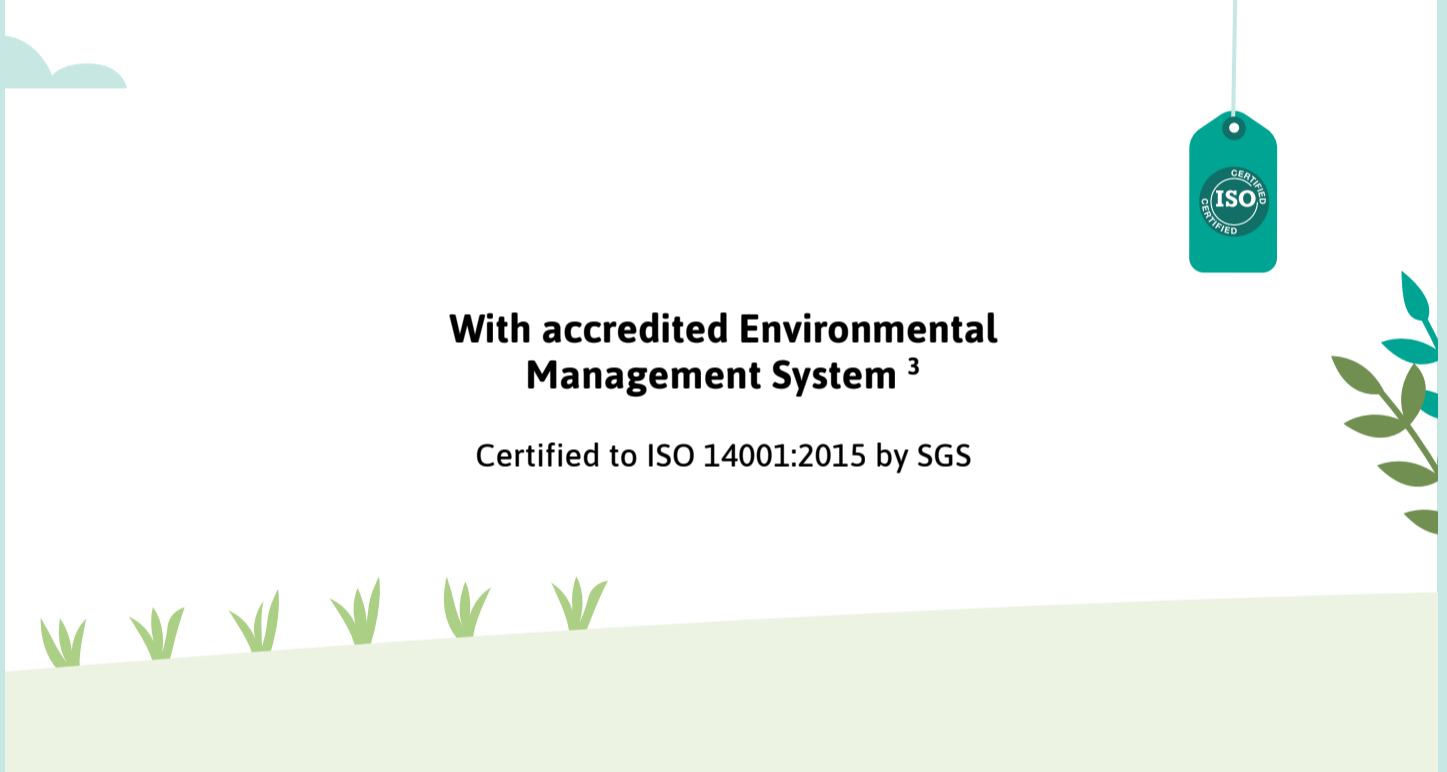 CERTIFIED
ISO
CERTIFIED
With accredited Environmental
Management System ³
Certified to ISO 14001:2015 by SGS